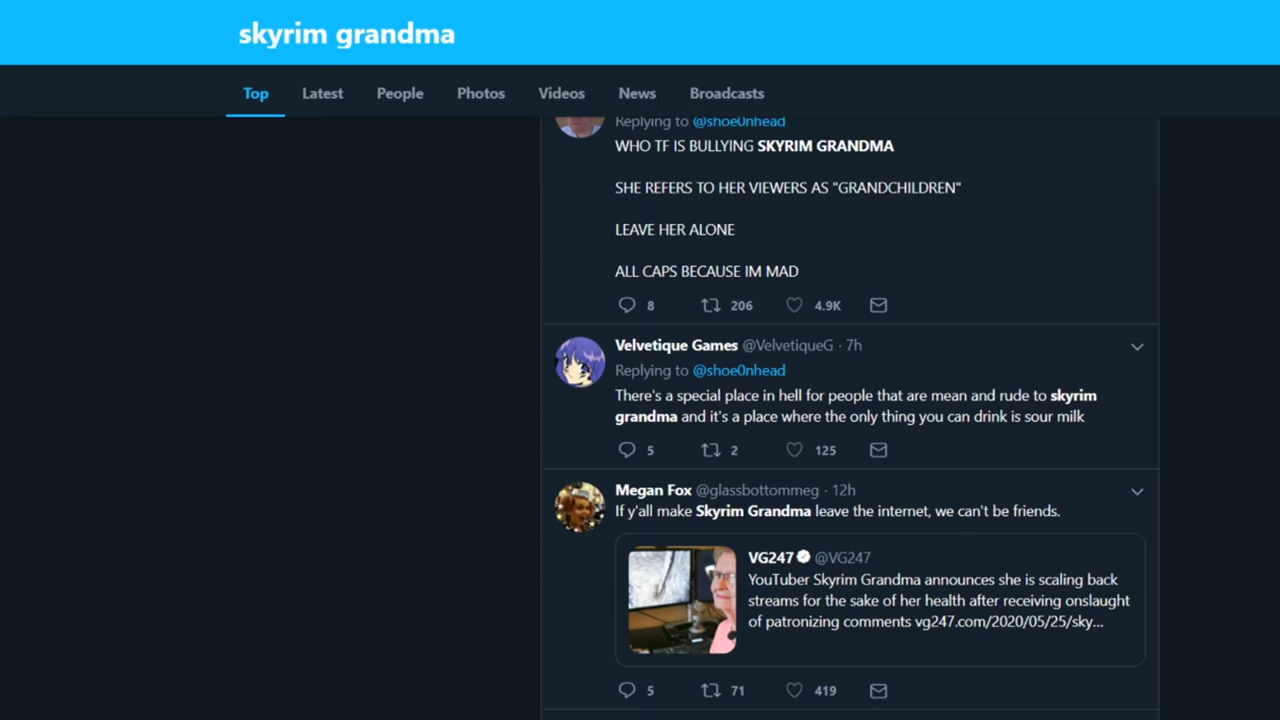 skyrim grandma
Top Latest People Photos Videos News Broadcasts
Replying to @shoe0nhead
WHO TF IS BULLYING SKYRIM GRANDMA
SHE REFERS TO HER VIEWERS AS "GRANDCHILDREN"
LEAVE HER ALONE
ALL CAPS BECAUSE IM MAD
8 206 4.9K
Velvetique Games @VelvetiqueG · 7h
Replying to @shoe0nhead
There's a special place in hell for people that are mean and rude to skyrim
grandma and it's a place where the only thing you can drink is sour milk
5 2 125
Megan Fox @glassbottommeg · 12h
If y'all make Skyrim Grandma leave the internet, we can't be friends.
VG247 @VG247
YouTuber Skyrim Grandma announces she is scaling back
streams for the sake of her health after receiving onslaught
of patronizing comments vg247.com/2020/05/25/sky...
5 71 419